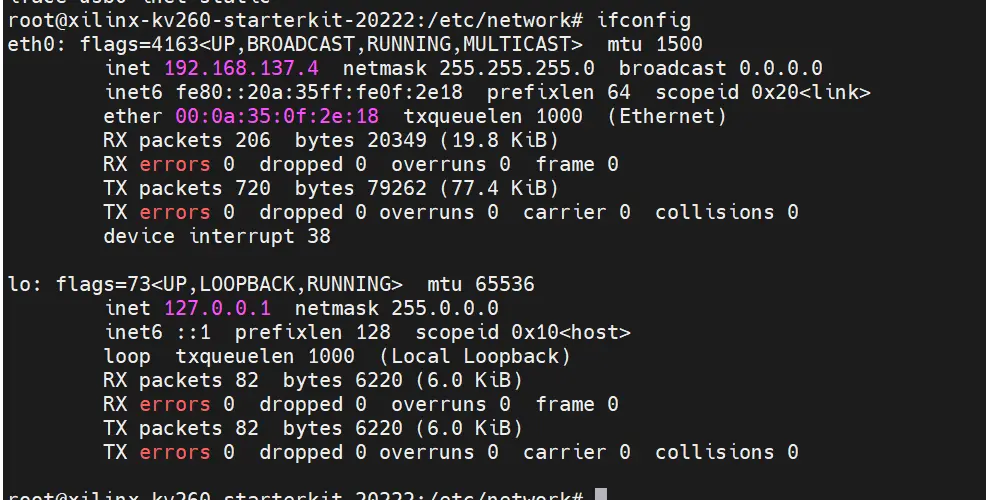 iface usb0 inet static
root@xilinx-kv260-starterkit-20222:/etc/network# ifconfig
eth0: flags=4163<UP,BROADCAST,RUNNING,MULTICAST>  mtu 1500
        inet 192.168.137.4  netmask 255.255.255.0  broadcast 0.0.0.0
        inet6 fe80::20a:35ff:fe0f:2e18  prefixlen 64  scopeid 0x20<link>
        ether 00:0a:35:0f:2e:18  txqueuelen 1000  (Ethernet)
        RX packets 206  bytes 20349 (19.8 KiB)
        RX errors 0  dropped 0  overruns 0  frame 0
        TX packets 720  bytes 79262 (77.4 KiB)
        TX errors 0  dropped 0 overruns 0  carrier 0  collisions 0
        device interrupt 38

lo: flags=73<UP,LOOPBACK,RUNNING>  mtu 65536
        inet 127.0.0.1  netmask 255.0.0.0
        inet6 ::1  prefixlen 128  scopeid 0x10<host>
        loop  txqueuelen 1000  (Local Loopback)
        RX packets 82  bytes 6220 (6.0 KiB)
        RX errors 0  dropped 0  overruns 0  frame 0
        TX packets 82  bytes 6220 (6.0 KiB)
        TX errors 0  dropped 0 overruns 0  carrier 0  collisions 0

root@xilinx-kv260-starterkit-20222:/etc/network#